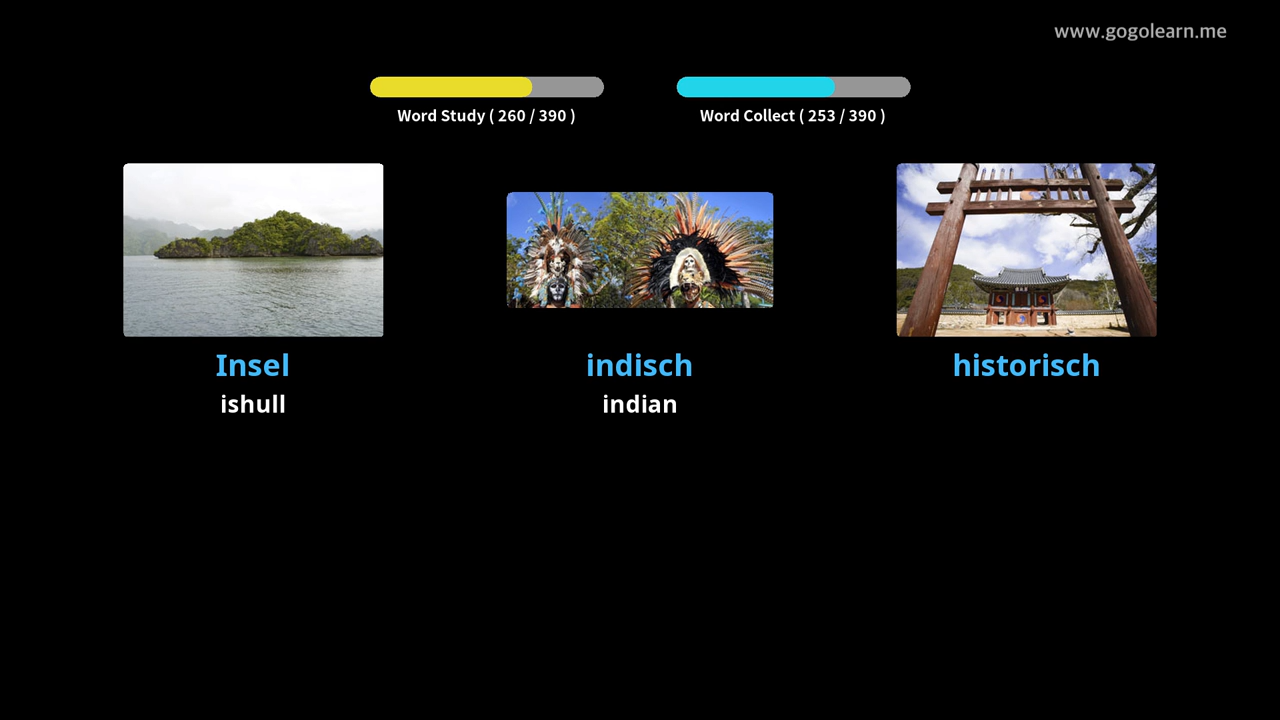 www.gogolearn.me
Word Study ( 260 / 390 )
Word Collect ( 253 / 390 )
Insel
indisch
historisch
ishull
indian